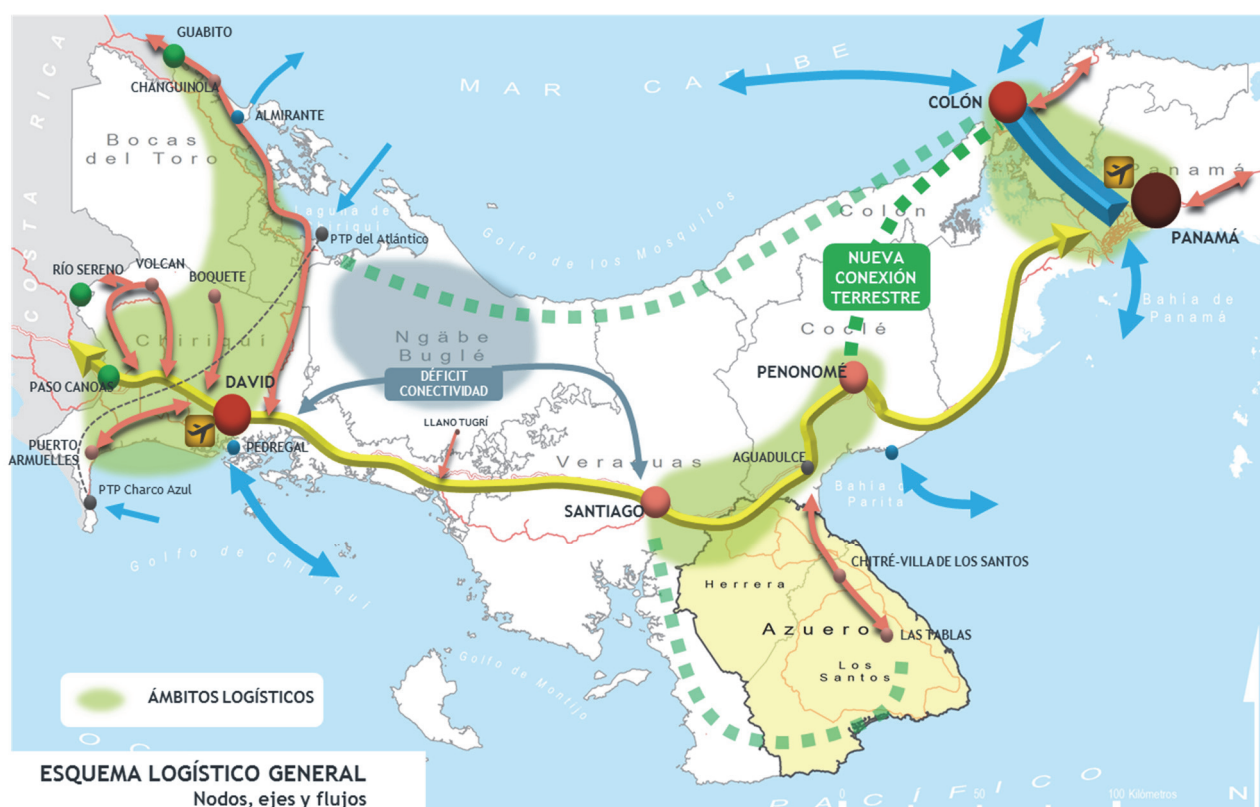 GUABITO
CHANGUINOLA
ALMIRANTE
Bocas
del Toro
COSTA RICA
MAR CARIBE
COLÓN
Panamá
PANAMÁ
Bahía de
Panamá
Laguna de
Chiriquí
PTP del Atlántico
Golfo de los Mosquitos
Colón
NUEVA
CONEXIÓN
TERRESTRE
RÍO SERENO
VOLCAN
BOQUETE
Chiriquí
Ngäbe
Buglé
DÉFICIT
CONECTIVIDAD
Coclé
PENONOMÉ
PASO CANOAS
DAVID
PEDREGAL
LLANO TUGRÍ
PUERTO
ARMUELLES
PTP Charco Azul
Veraguas
AGUADULCE
Bahía de
Parita
SANTIAGO
Golfo de Chiriquí
CHITRÉ-VILLA DE LOS SANTOS
Herrera
Azuero
LAS TABLAS
Los
Santos
Golfo de Montijo
ÁMBITOS LOGÍSTICOS
ESQUEMA LOGÍSTICO GENERAL
Nodos, ejes y flujos
PACÍFICO
0 50 100 Kilómetros
N